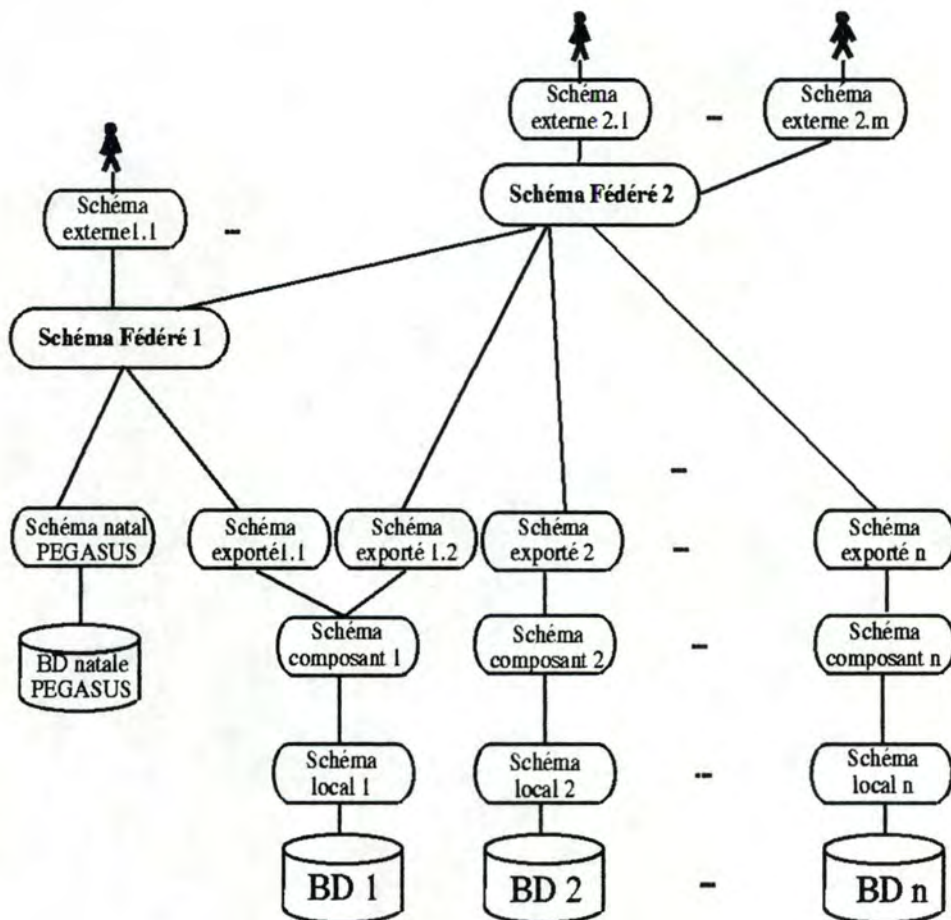 Schéma
externe 2.1
-
Schéma
externe 2.m
Schéma
externe1.1
-
Schéma Fédéré 2
Schéma Fédéré 1
-
Schéma natal
PEGASUS
Schéma
exporté1.1
Schéma
exporté 1.2
Schéma
exporté 2
-
Schéma
exporté n
BD natale
PEGASUS
Schéma
composant 1
Schéma
composant 2
-
Schéma
composant n
Schéma
local 1
Schéma
local 2
--
Schéma
local n
BD 1
BD 2
-
BD n